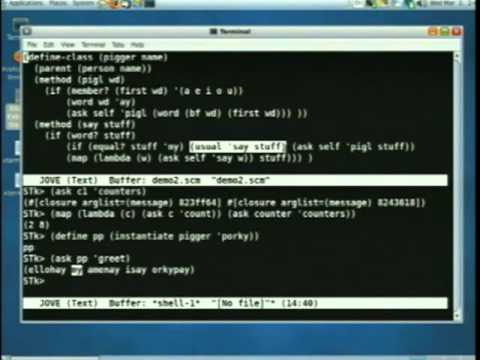 Applications Places System
Wed Mar 2,
Terminal
File Edit View Terminal Tabs Help
(define-class (pigger name)
(parent (person name))
(method (pigl wd)
(if (member? (first wd) '(a e i o u))
(word wd 'ay)
(ask self 'pigl (word (bf wd) (first wd))) ))
(method (say stuff)
(if (word? stuff)
(if (equal? stuff 'my) (usual 'say stuff) (ask self 'pigl stuff))
(map (lambda (w) (ask self 'say w)) stuff))) )
JOVE (Text) Buffer: demo2.scm "demo2.scm"
STk> (ask c1 'counters)
(#[closure arglist=(message) 823ff64] #[closure arglist=(message) 8243618])
STk> (map (lambda (c) (ask c 'count)) (ask counter 'counters))
(2 8)
STk> (define pp (instantiate pigger 'porky))
pp
STk> (ask pp 'greet)
(ellohay my amenay isay orkypay)
STk>
JOVE (Text) Buffer: *shell-1* "[No file]"* (14:40)